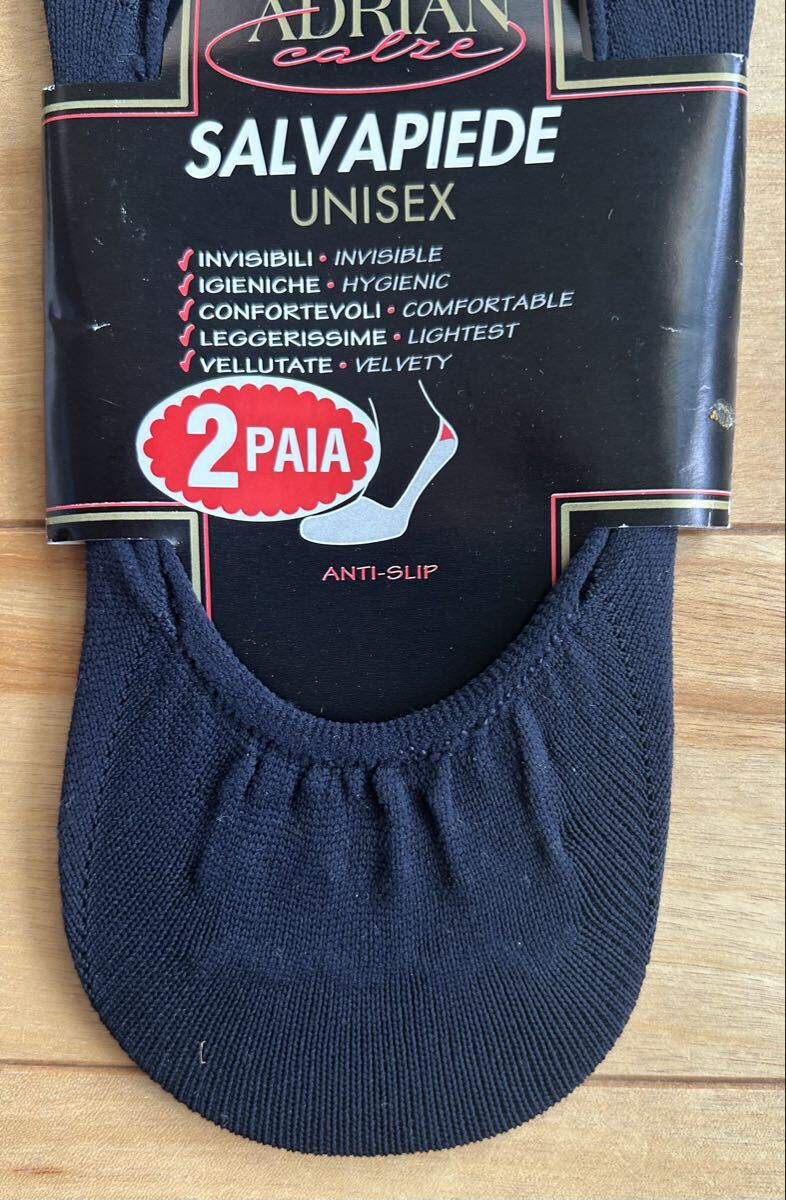 ADRIAN
calze
SALVAPIEDE
UNISEX
INVISIBILI • INVISIBLE
IGIENICHE • HYGIENIC
CONFORTEVOLI • COMFORTABLE
LEGGERISSIME • LIGHTEST
VELLUTATE • VELVETY
2 PAIA
ANTI-SLIP